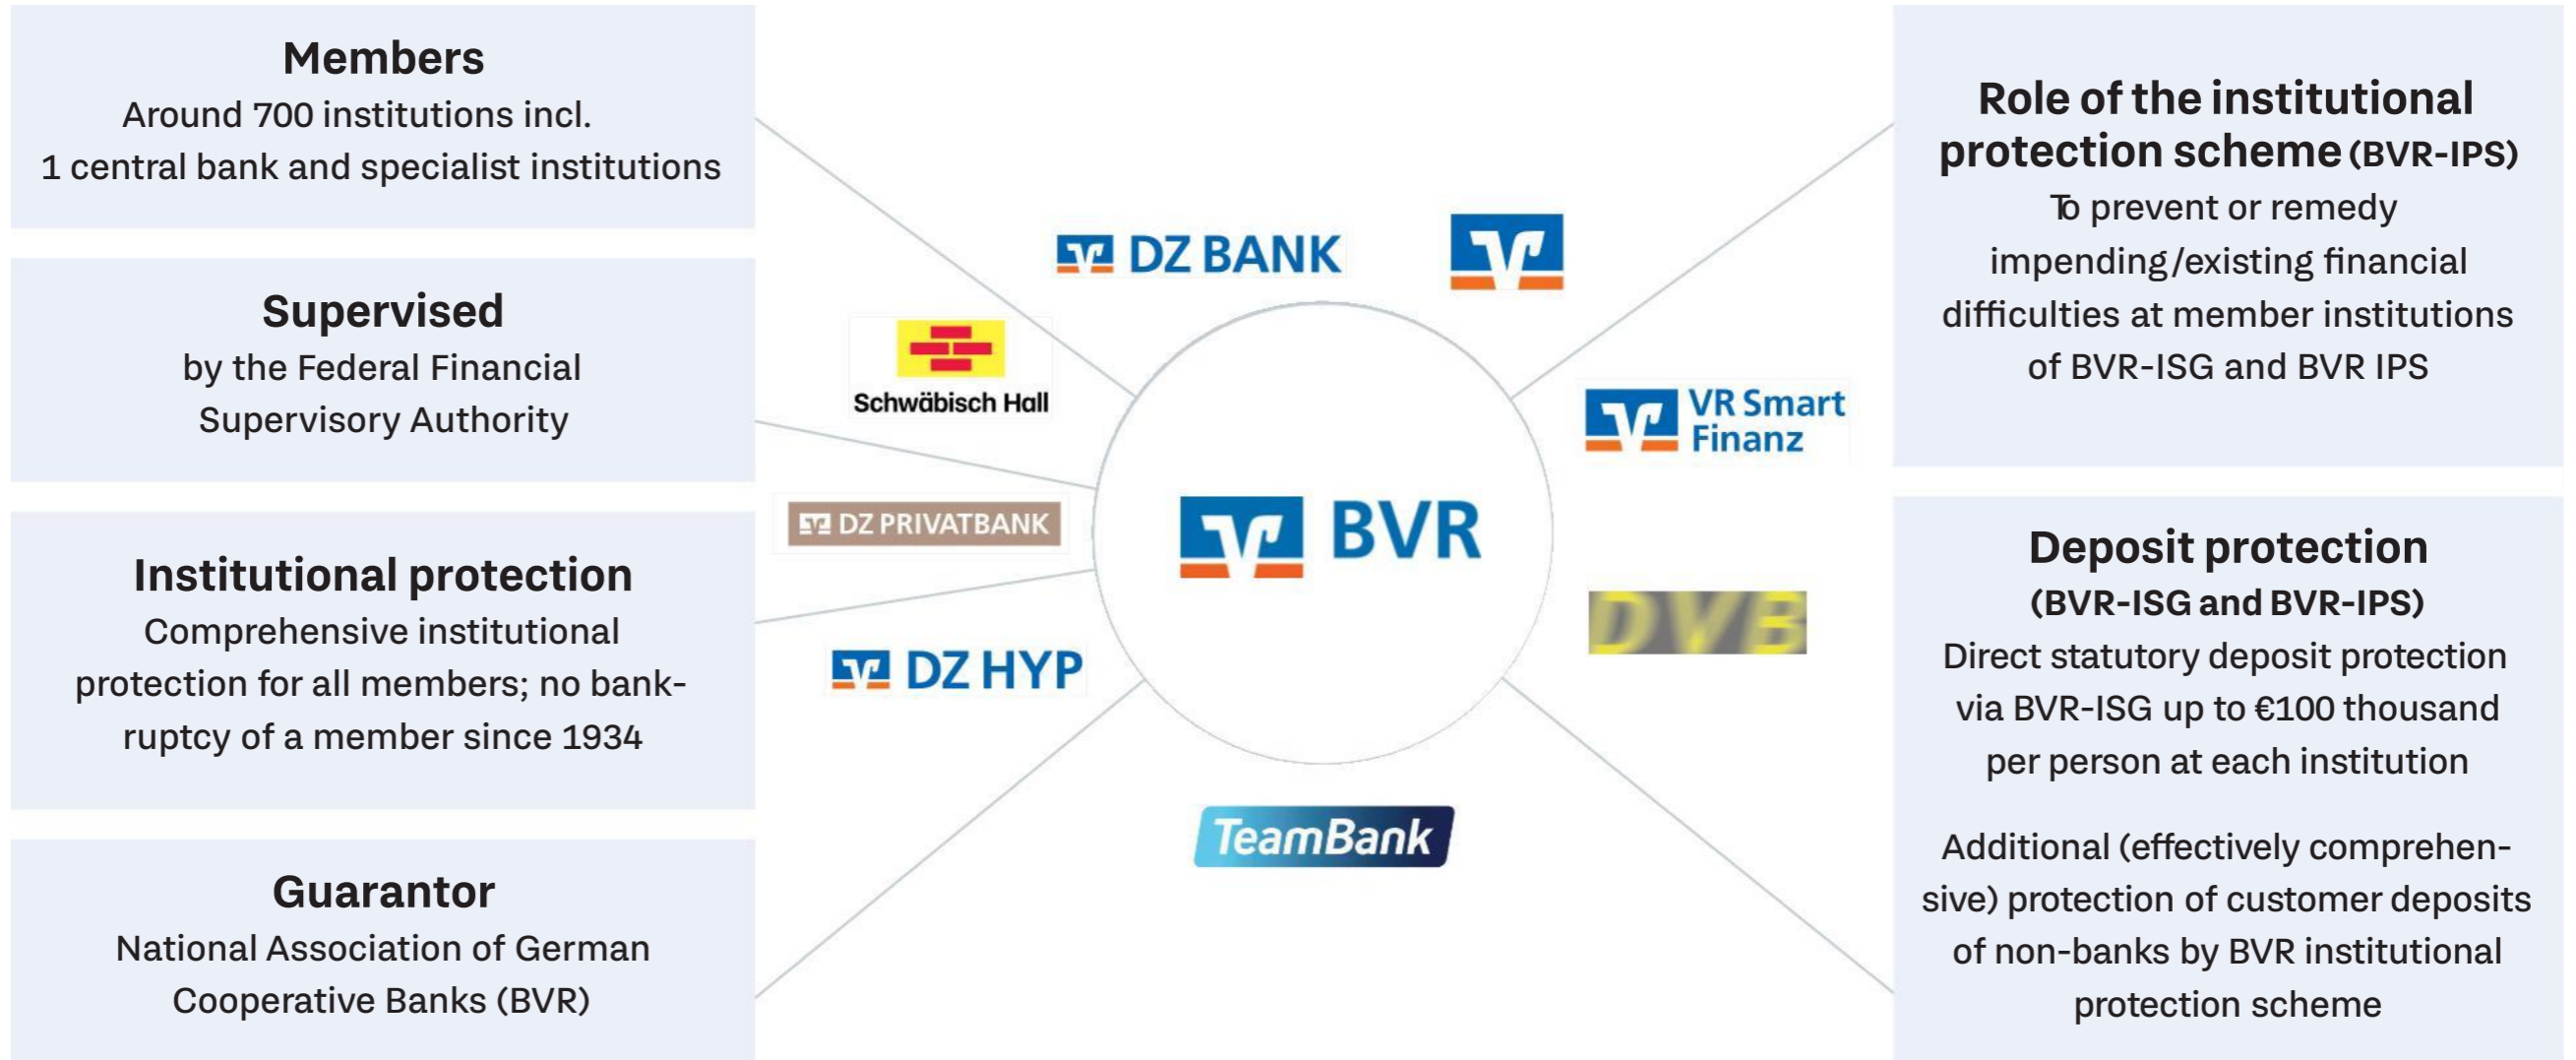 Members
Around 700 institutions incl.
1 central bank and specialist institutions
Supervised
by the Federal Financial
Supervisory Authority
Institutional protection
Comprehensive institutional
protection for all members; no bank-
ruptcy of a member since 1934
Guarantor
National Association of German
Cooperative Banks (BVR)
DZ BANK
Schwäbisch Hall
DZ PRIVATBANK
DZ HYP
BVR
VR Smart
Finanz
DVB
TeamBank
Role of the institutional
protection scheme (BVR-IPS)
To prevent or remedy
impending/existing financial
difficulties at member institutions
of BVR-ISG and BVR IPS
Deposit protection
(BVR-ISG and BVR-IPS)
Direct statutory deposit protection
via BVR-ISG up to €100 thousand
per person at each institution
Additional (effectively comprehen-
sive) protection of customer deposits
of non-banks by BVR institutional
protection scheme